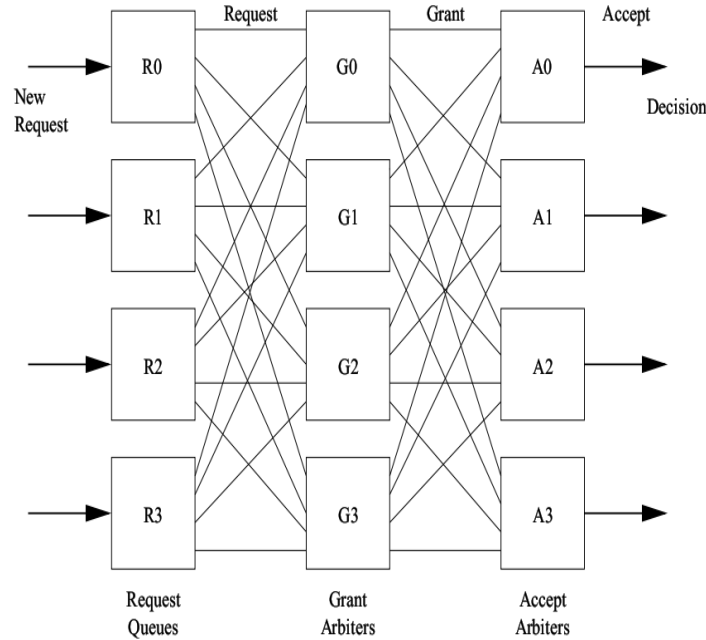 Request Grant Accept
R0 G0 A0
New
Request
Decision
R1 G1 A1
R2 G2 A2
R3 G3 A3
Request
Queues
Grant
Arbiters
Accept
Arbiters